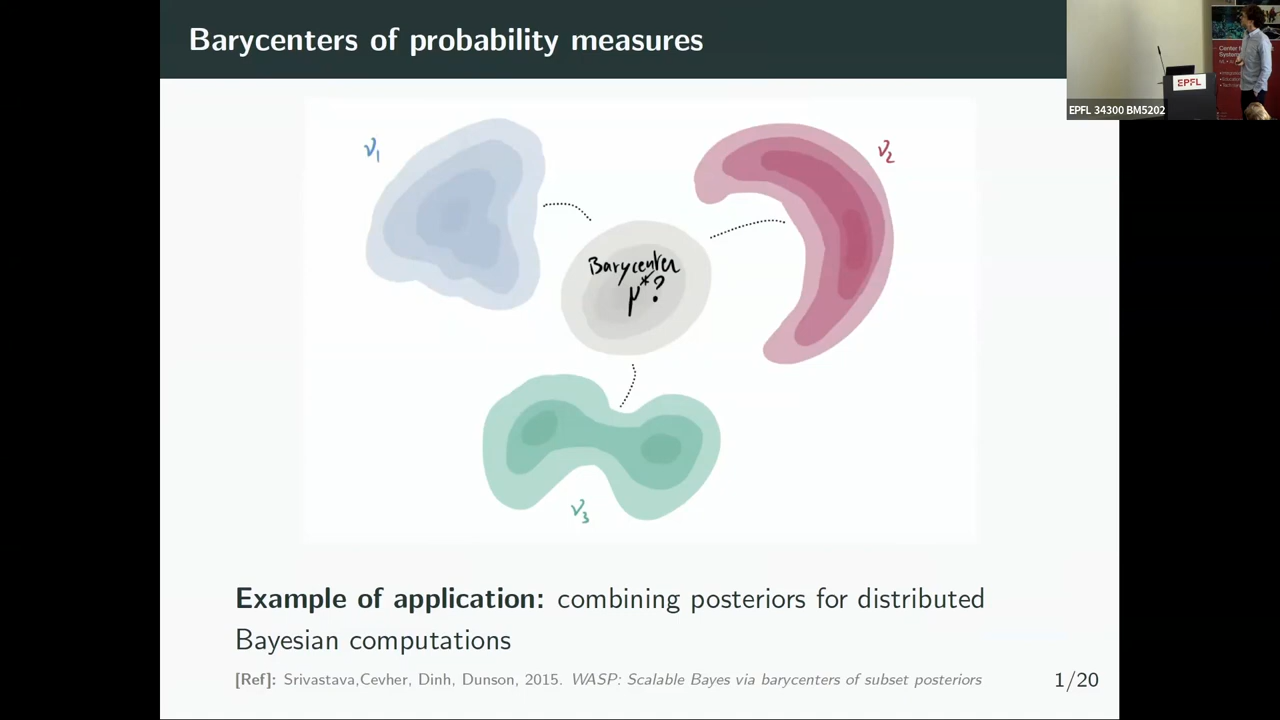 Barycenters of probability measures
EPFL
EPFL 34300 BM5202
ν1
ν2
Barycenter
μ*?
ν3
Example of application: combining posteriors for distributed
Bayesian computations
[Ref]: Srivastava,Cevher, Dinh, Dunson, 2015. WASP: Scalable Bayes via barycenters of subset posteriors
1/20